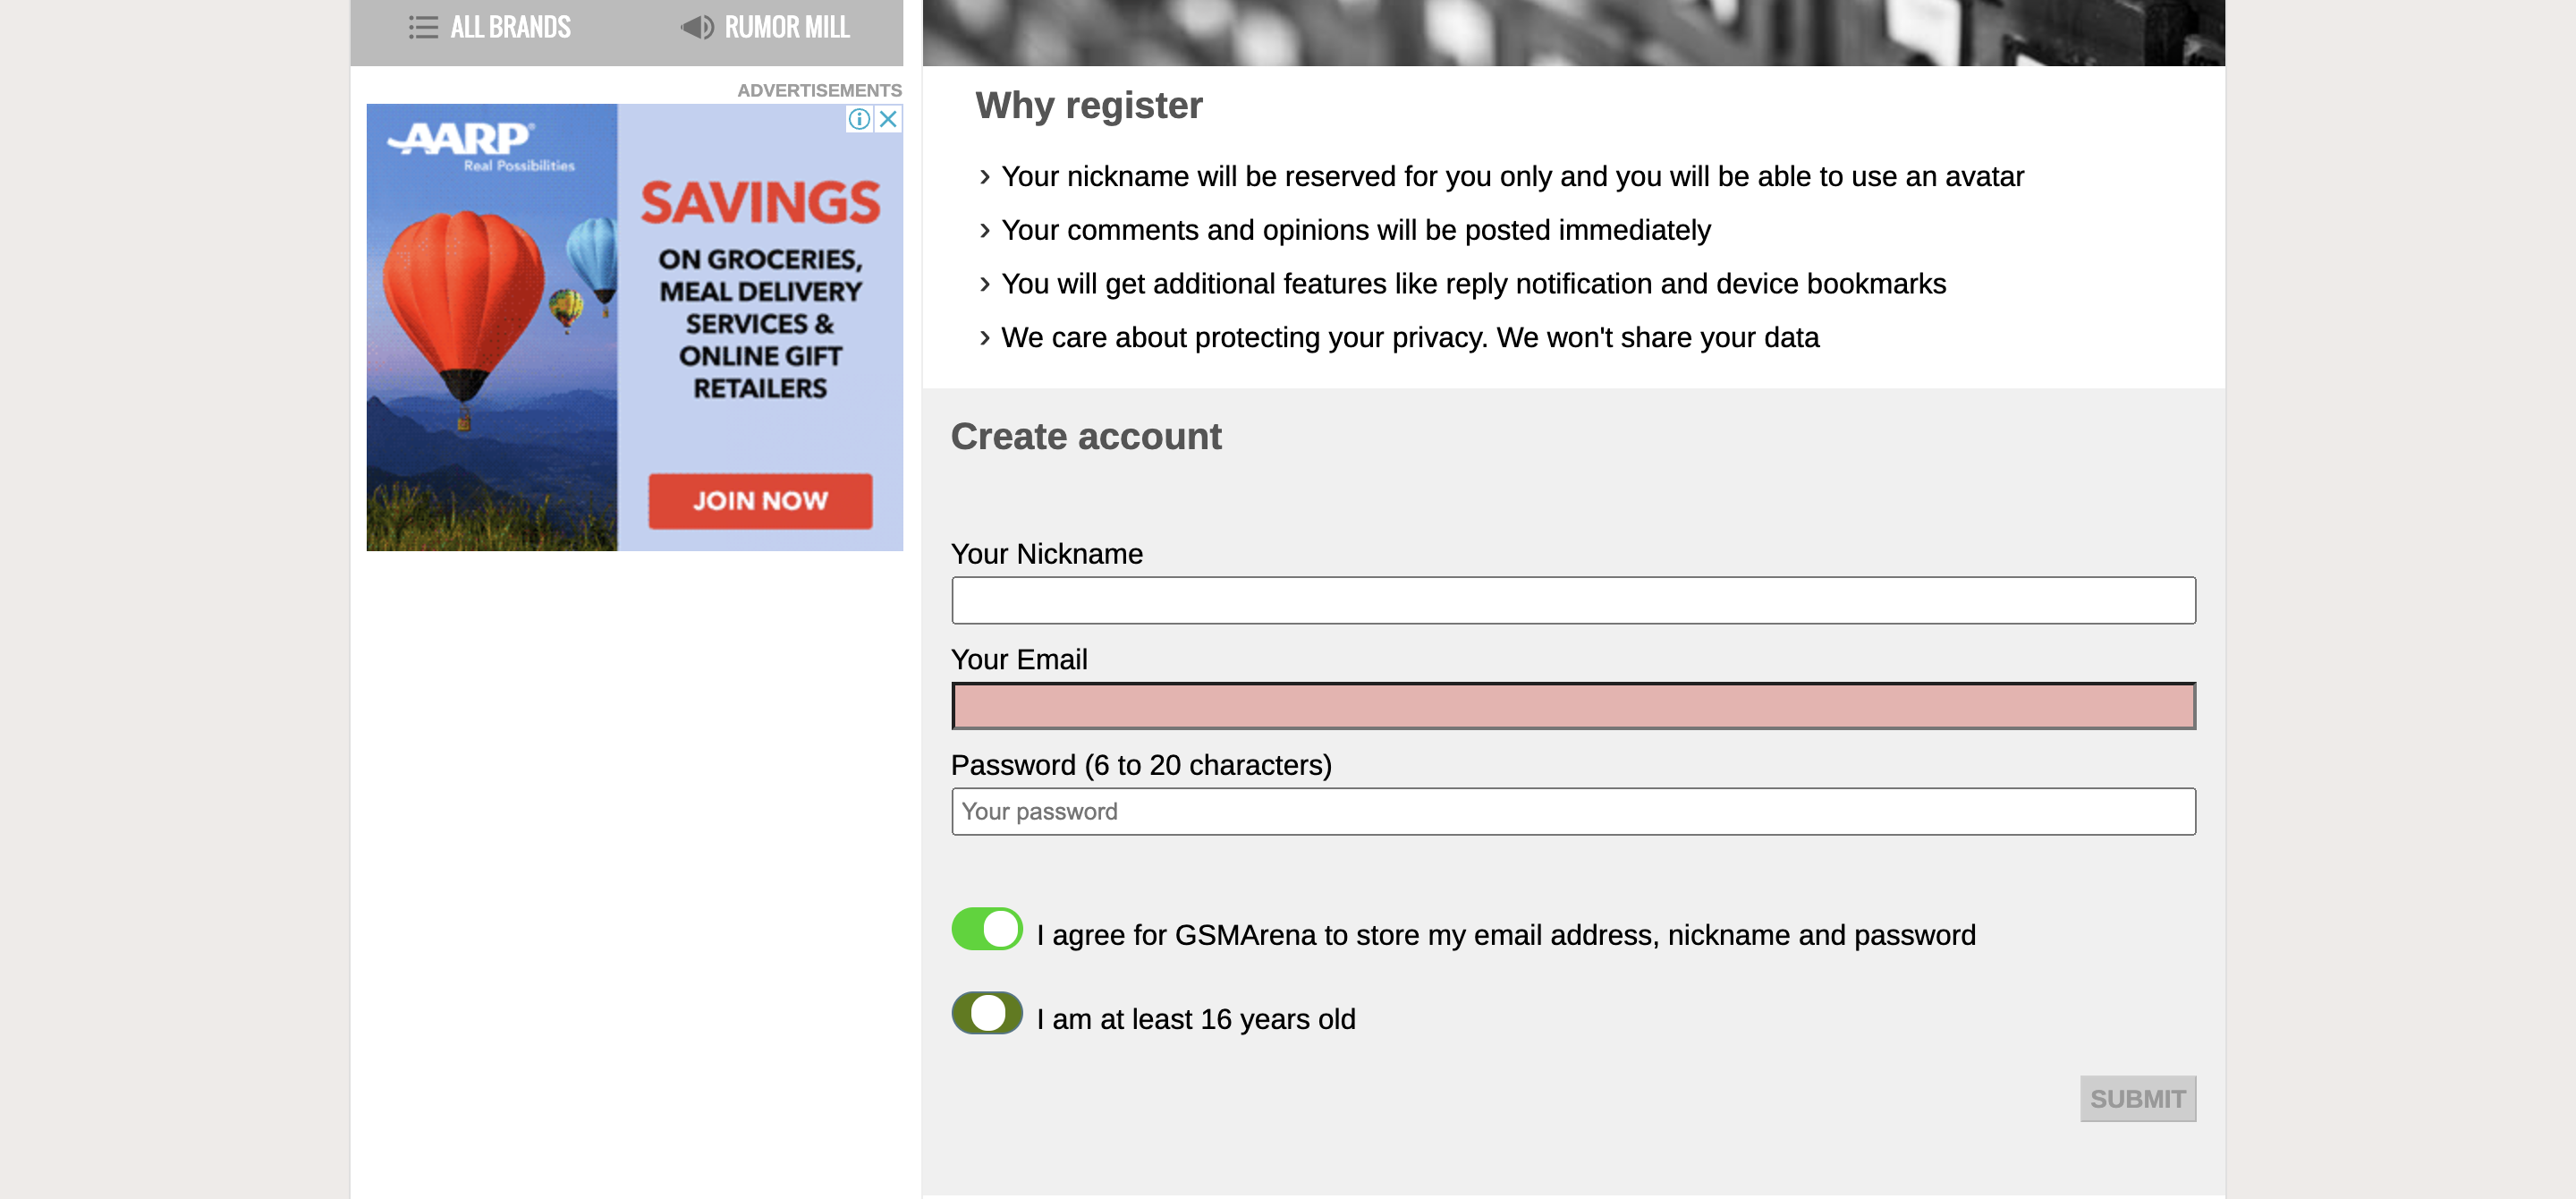 ALL BRANDS
RUMOR MILL
ADVERTISEMENTS
AARP®
Real Possibilities
SAVINGS
ON GROCERIES,
MEAL DELIVERY
SERVICES &
ONLINE GIFT
RETAILERS
JOIN NOW
Why register
› Your nickname will be reserved for you only and you will be able to use an avatar
› Your comments and opinions will be posted immediately
› You will get additional features like reply notification and device bookmarks
› We care about protecting your privacy. We won't share your data
Create account
Your Nickname
Your Email
Password (6 to 20 characters)
Your password
I agree for GSMArena to store my email address, nickname and password
I am at least 16 years old
SUBMIT